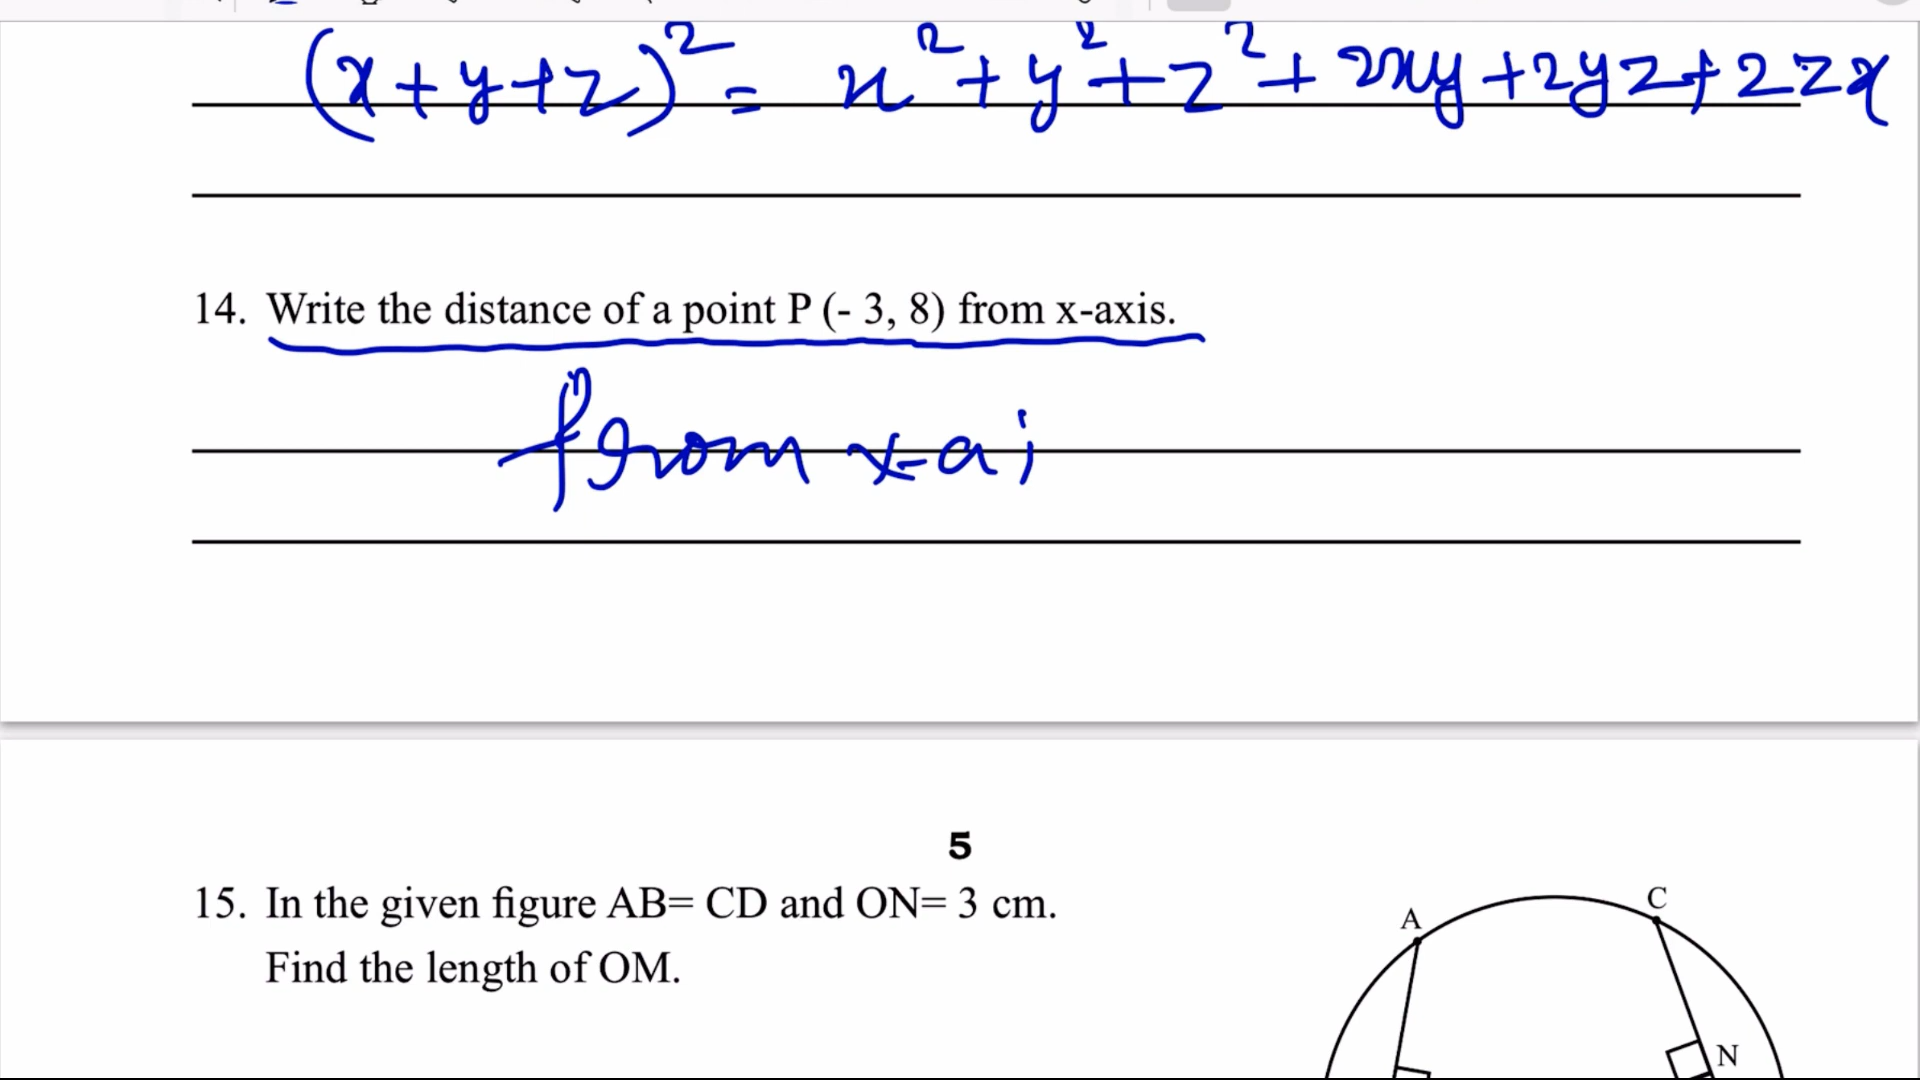 (x+y+z)² = x²+y²+z²+2xy+2yz+2zx
14. Write the distance of a point P (- 3, 8) from x-axis.
from x-ai
5
15. In the given figure AB= CD and ON= 3 cm.
Find the length of OM.
A
C
N